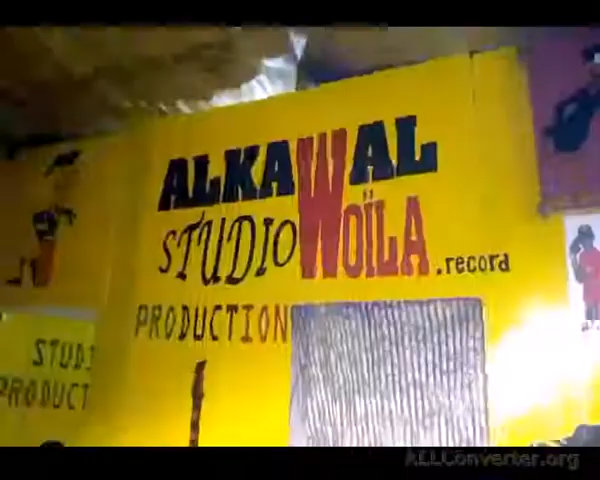 ALKAWAL
STUDIO WOÏLA.record
PRODUCTION
STUDI
PRODUCT
ALLConverter.org